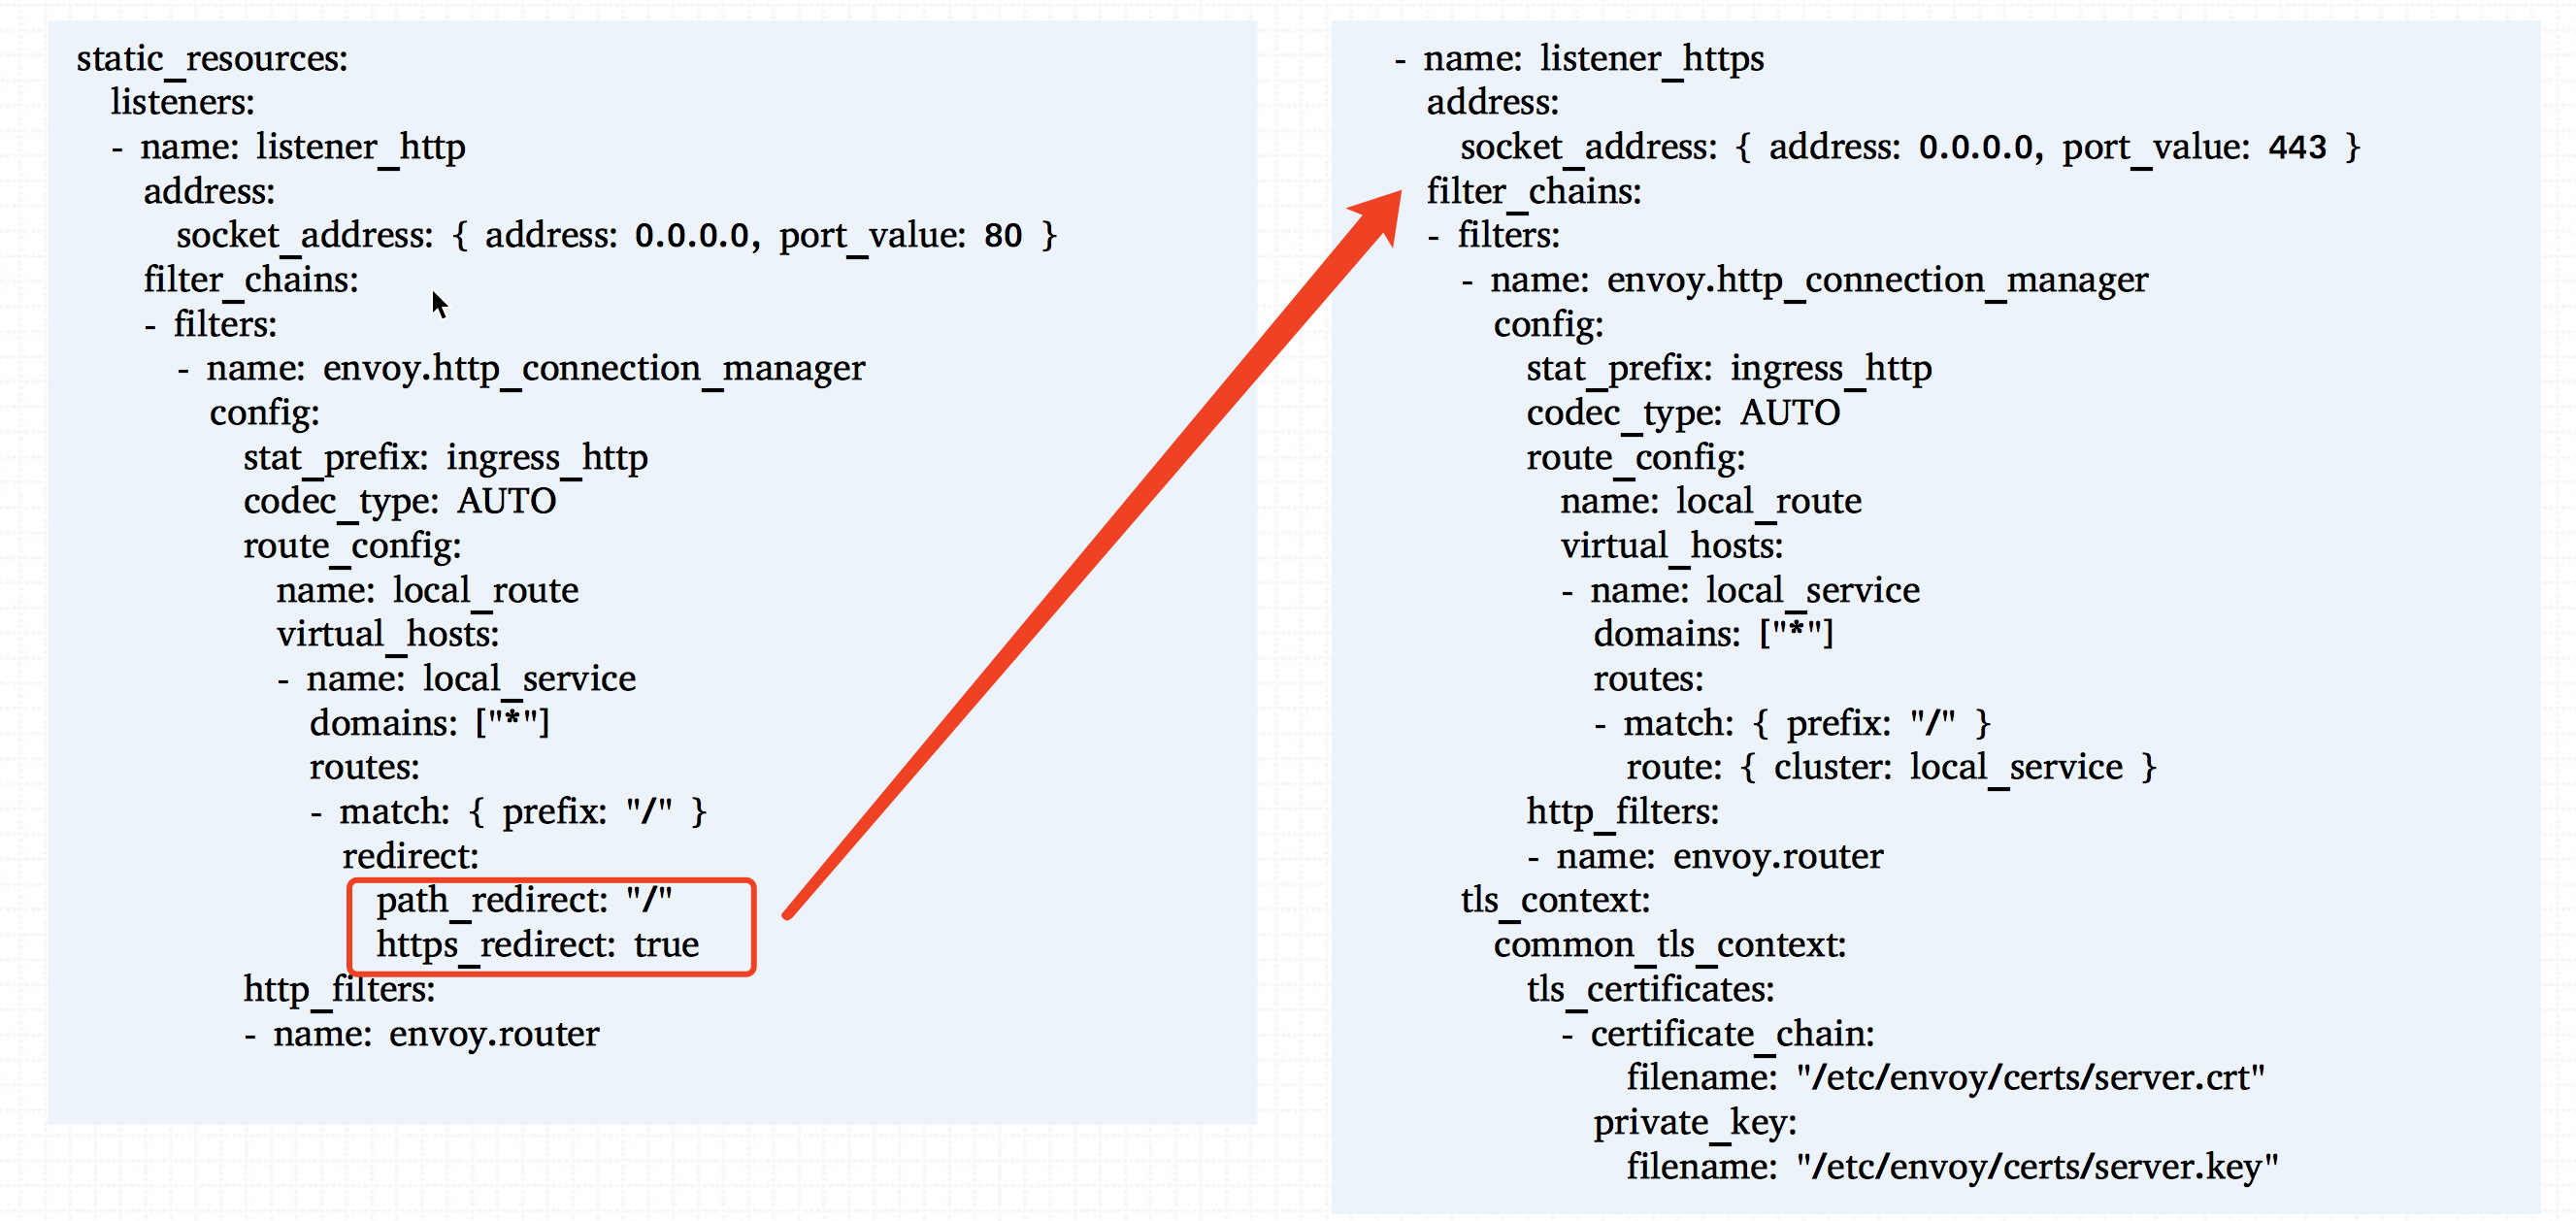 static_resources:
  listeners:
  - name: listener_http
    address:
      socket_address: { address: 0.0.0.0, port_value: 80 }
    filter_chains:
    - filters:
      - name: envoy.http_connection_manager
        config:
          stat_prefix: ingress_http
          codec_type: AUTO
          route_config:
            name: local_route
            virtual_hosts:
            - name: local_service
              domains: ["*"]
              routes:
              - match: { prefix: "/" }
                redirect:
                  path_redirect: "/"
                  https_redirect: true
          http_filters:
          - name: envoy.router
  - name: listener_https
    address:
      socket_address: { address: 0.0.0.0, port_value: 443 }
    filter_chains:
    - filters:
      - name: envoy.http_connection_manager
        config:
          stat_prefix: ingress_http
          codec_type: AUTO
          route_config:
            name: local_route
            virtual_hosts:
            - name: local_service
              domains: ["*"]
              routes:
              - match: { prefix: "/" }
                route: { cluster: local_service }
          http_filters:
          - name: envoy.router
      tls_context:
        common_tls_context:
          tls_certificates:
            - certificate_chain:
                filename: "/etc/envoy/certs/server.crt"
              private_key:
                filename: "/etc/envoy/certs/server.key"